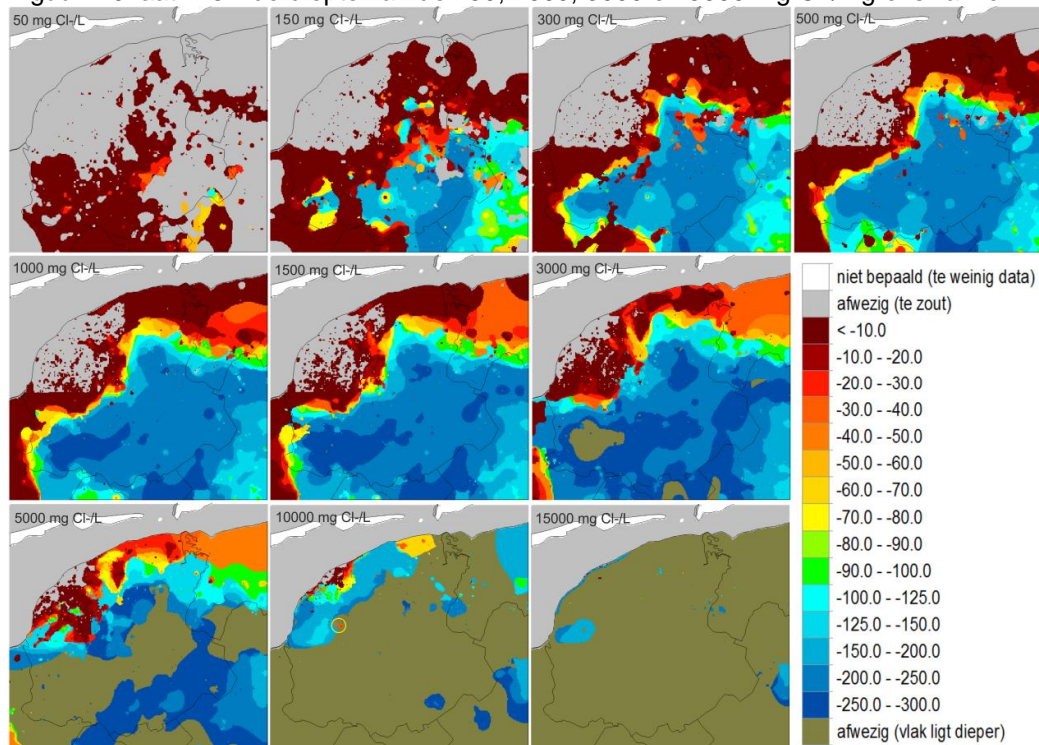 50 mg Cl-/L
150 mg Cl-/L
300 mg Cl-/L
500 mg Cl-/L
1000 mg Cl-/L
1500 mg Cl-/L
3000 mg Cl-/L
niet bepaald (te weinig data)
afwezig (te zout)
< -10.0
-10.0 - -20.0
-20.0 - -30.0
-30.0 - -40.0
-40.0 - -50.0
-50.0 - -60.0
-60.0 - -70.0
-70.0 - -80.0
-80.0 - -90.0
-90.0 - -100.0
-100.0 - -125.0
-125.0 - -150.0
-150.0 - -200.0
-200.0 - -250.0
-250.0 - -300.0
afwezig (vlak ligt dieper)
5000 mg Cl-/L
10000 mg Cl-/L
15000 mg Cl-/L